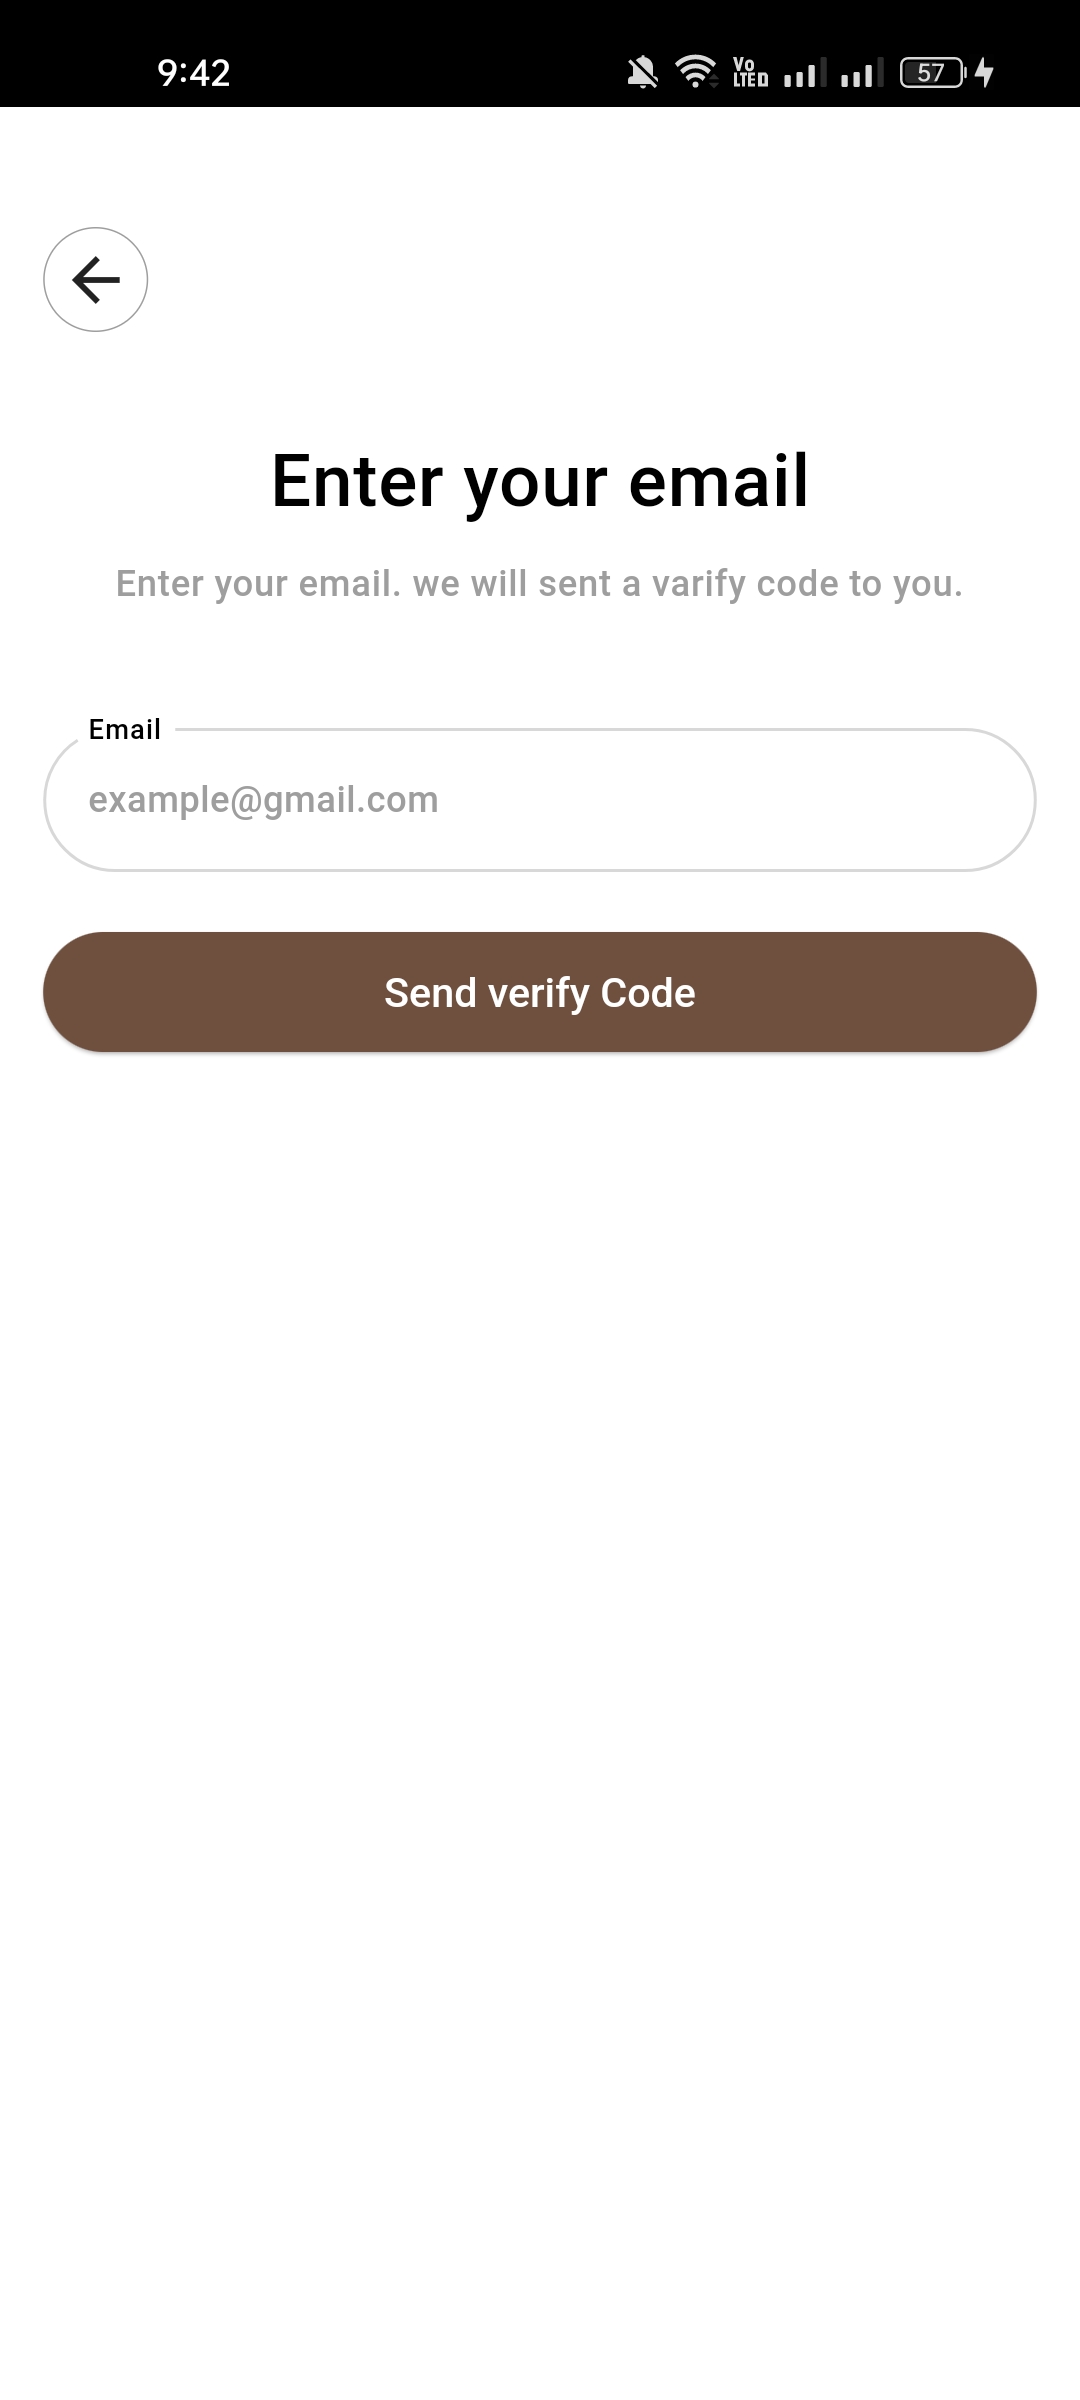 9:42
Vo
LTED
57
Enter your email
Enter your email. we will sent a varify code to you.
Email
example@gmail.com
Send verify Code